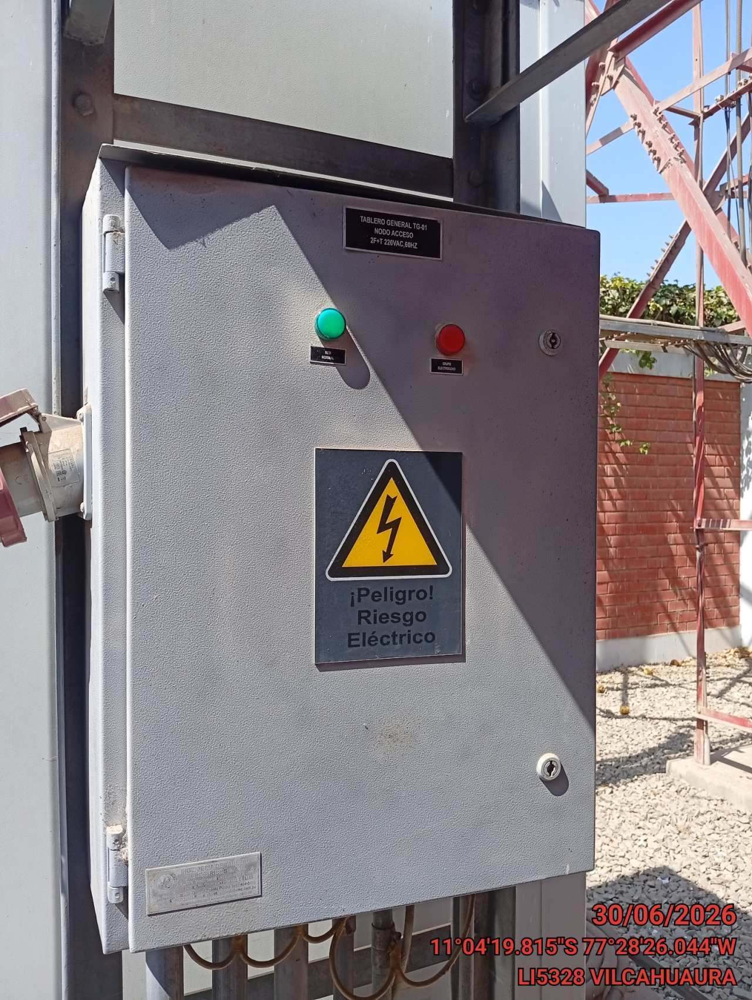 TABLERO GENERAL TG-01
NODO ACCESO
2F+T 220VAC,60HZ
RED
NORMAL
GRUPO
ELECTROGENO
¡Peligro!
Riesgo
Eléctrico
INGENIERIA
30/06/2026
11°04'19.815"S 77°28'26.044"W
LI5328 VILCAHUAURA